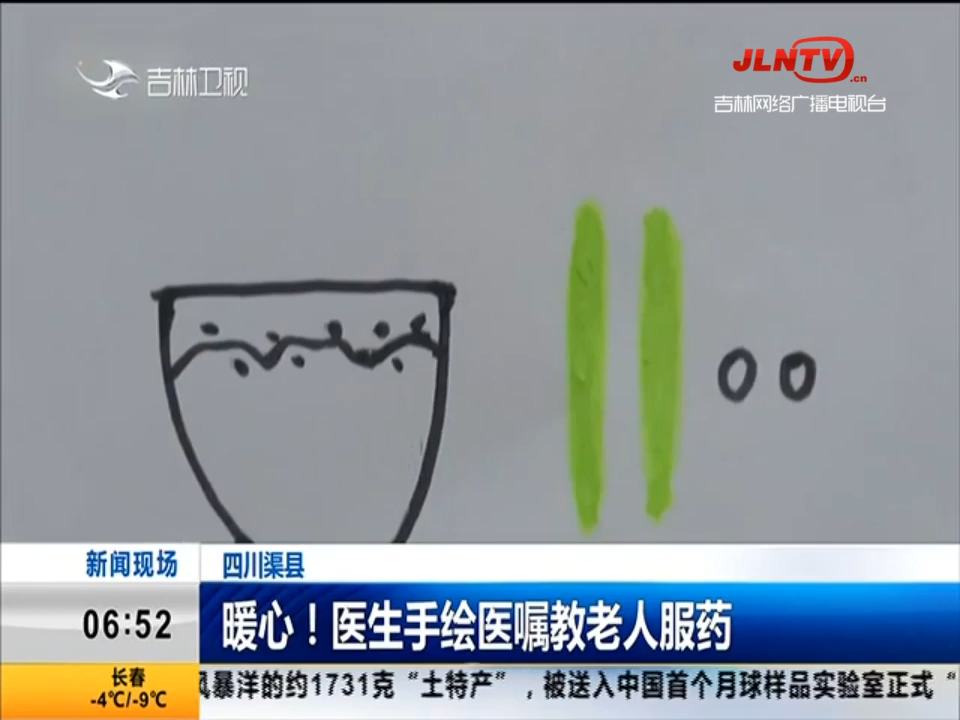 吉林卫视
JLNTV.cn
吉林网络广播电视台
新闻现场
四川渠县
06:52
暖心！医生手绘医嘱教老人服药
长春
-4℃/-9℃
风暴洋的约1731克“土特产”，被送入中国首个月球样品实验室正式“